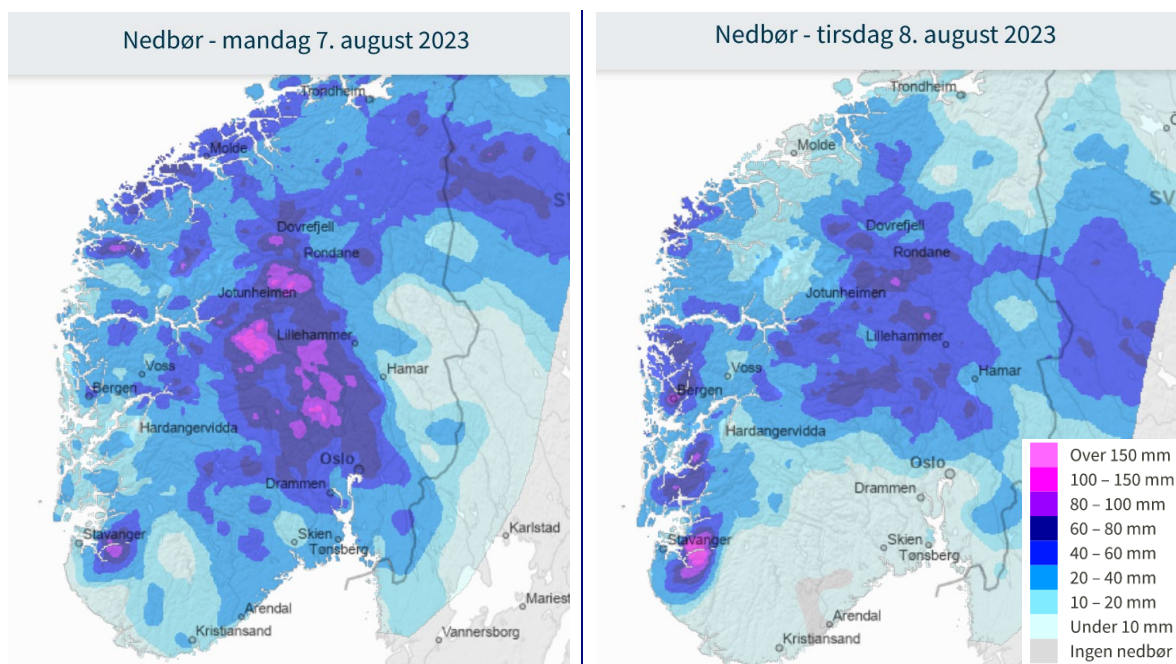 Nedbør - mandag 7. august 2023
Trondheim
Molde
Dovrefjell
Rondane
Jotunheimen
Lillehammer
Voss
Hamar
Bergen
Hardangervidda
Oslo
Drammen
Stavanger
Skien
Karlstad
Tønsberg
Mariest
Arendal
Kristiansand
Vannersborg
SV
Nedbør - tirsdag 8. august 2023
Trondheim
Molde
SV
Dovrefjell
Rondane
Jotunheimen
Lillehammer
Voss
Hamar
Bergen
Hardangervidda
Oslo
Drammen
Stavanger
Skien
Tønsberg
Arendal
Kristiansand
Over 150 mm
100 – 150 mm
80 – 100 mm
60 – 80 mm
40 – 60 mm
20 – 40 mm
10 – 20 mm
Under 10 mm
Ingen nedbør